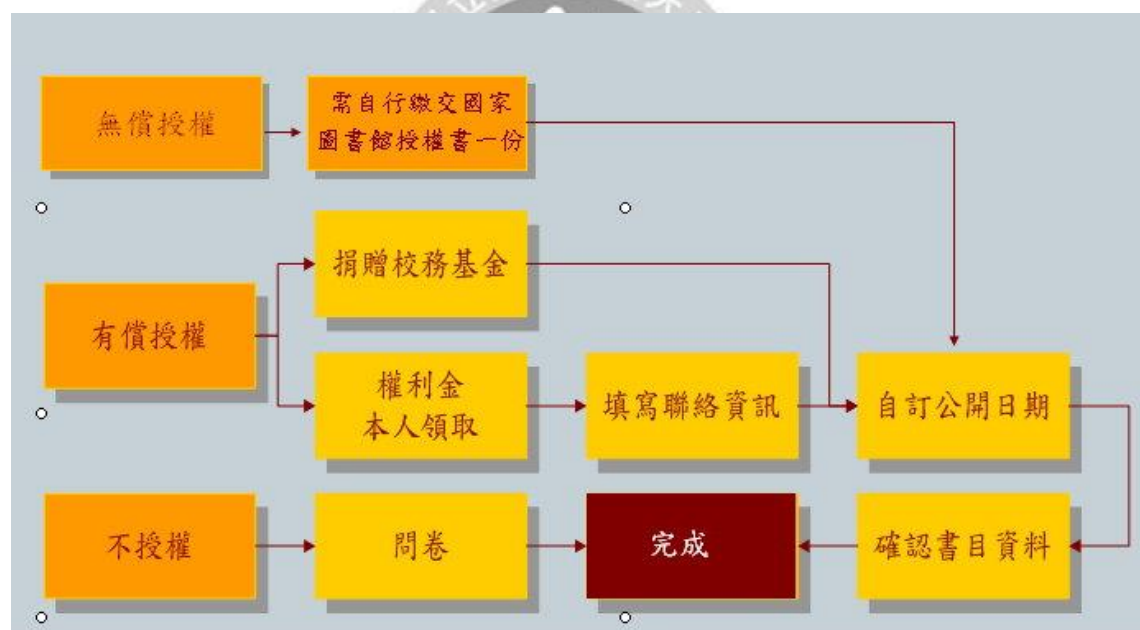 無償授權
需自行繳交國家
圖書館授權書一份
捐贈校務基金
有償授權
權利金
本人領取
填寫聯絡資訊
自訂公開日期
不授權
問卷
完成
確認書目資料